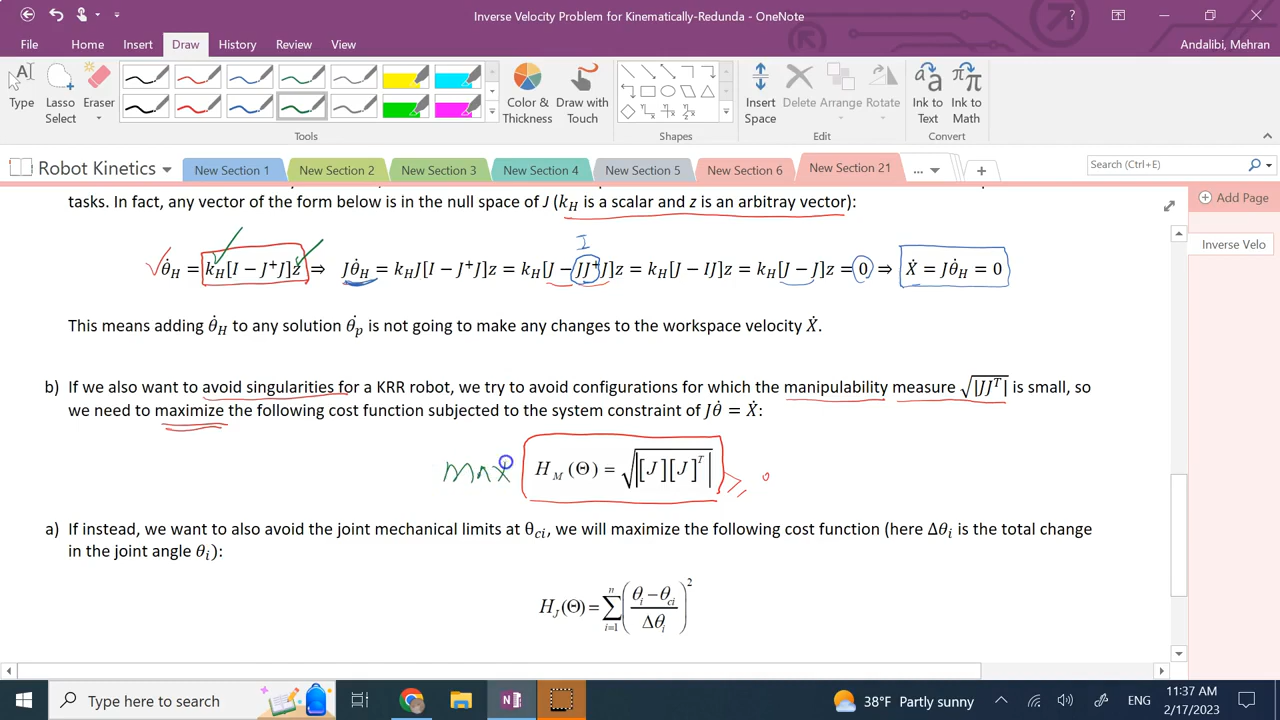 Inverse Velocity Problem for Kinematically-Redunda - OneNote
File Home Insert Draw History Review View
Andalibi, Mehran
Type
Lasso Select
Eraser
Color & Thickness
Draw with Touch
Insert Space
Delete
Arrange
Rotate
Ink to Text
Ink to Math
Tools
Shapes
Edit
Convert
Robot Kinetics
New Section 1
New Section 2
New Section 3
New Section 4
New Section 5
New Section 6
New Section 21
Search (Ctrl+E)
Add Page
Inverse Velo
tasks. In fact, any vector of the form below is in the null space of J (k_H is a scalar and z is an arbitray vector):
I
θ̇_H = k_H[I − J⁺J]z ⇒ Jθ̇_H = k_H J[I − J⁺J]z = k_H[J − JJ⁺J]z = k_H[J − IJ]z = k_H[J − J]z = 0 ⇒ Ẋ = Jθ̇_H = 0
This means adding θ̇_H to any solution θ̇_p is not going to make any changes to the workspace velocity Ẋ.
b) If we also want to avoid singularities for a KRR robot, we try to avoid configurations for which the manipulability measure √|JJᵀ| is small, so
we need to maximize the following cost function subjected to the system constraint of Jθ̇ = Ẋ:
max H_M(Θ) = √|[J][J]ᵀ| ≥ 0
a) If instead, we want to also avoid the joint mechanical limits at θ_ci, we will maximize the following cost function (here Δθ_i is the total change
in the joint angle θ_i):
H_J(Θ) = ∑_{i=1}^{n} ((θ_i − θ_ci)/Δθ_i)²
Type here to search
38°F Partly sunny
ENG
11:37 AM
2/17/2023